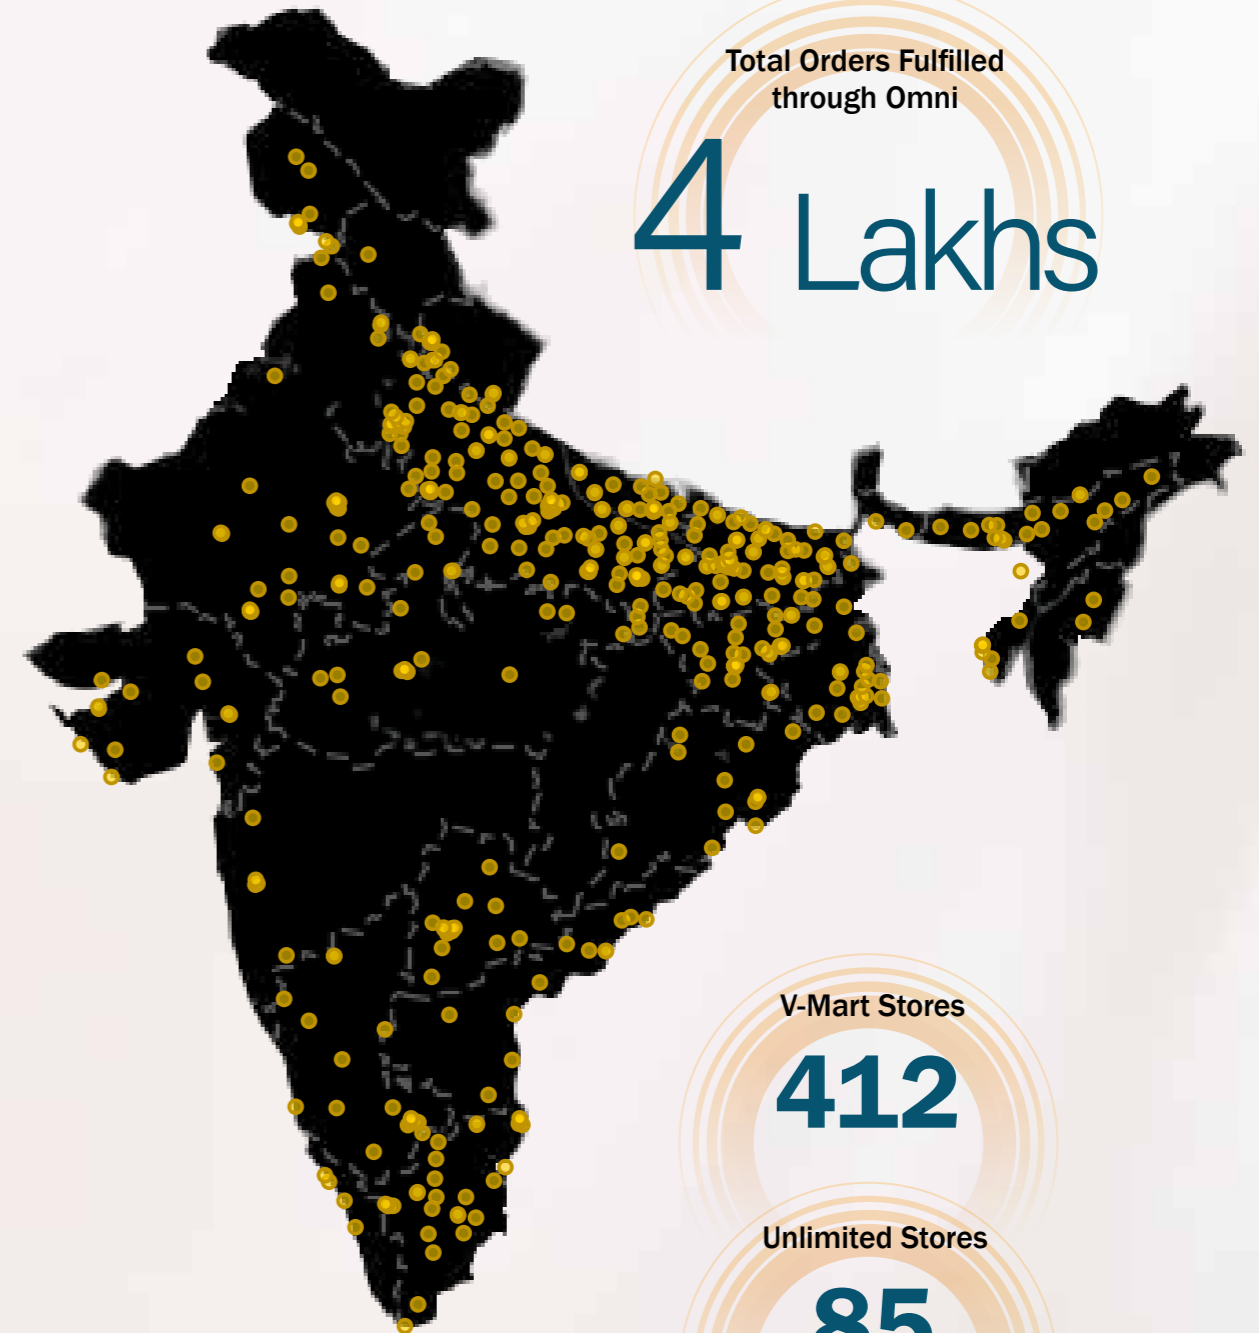 Total Orders Fulfilled
through Omni
4 Lakhs
V-Mart Stores
412
Unlimited Stores
85